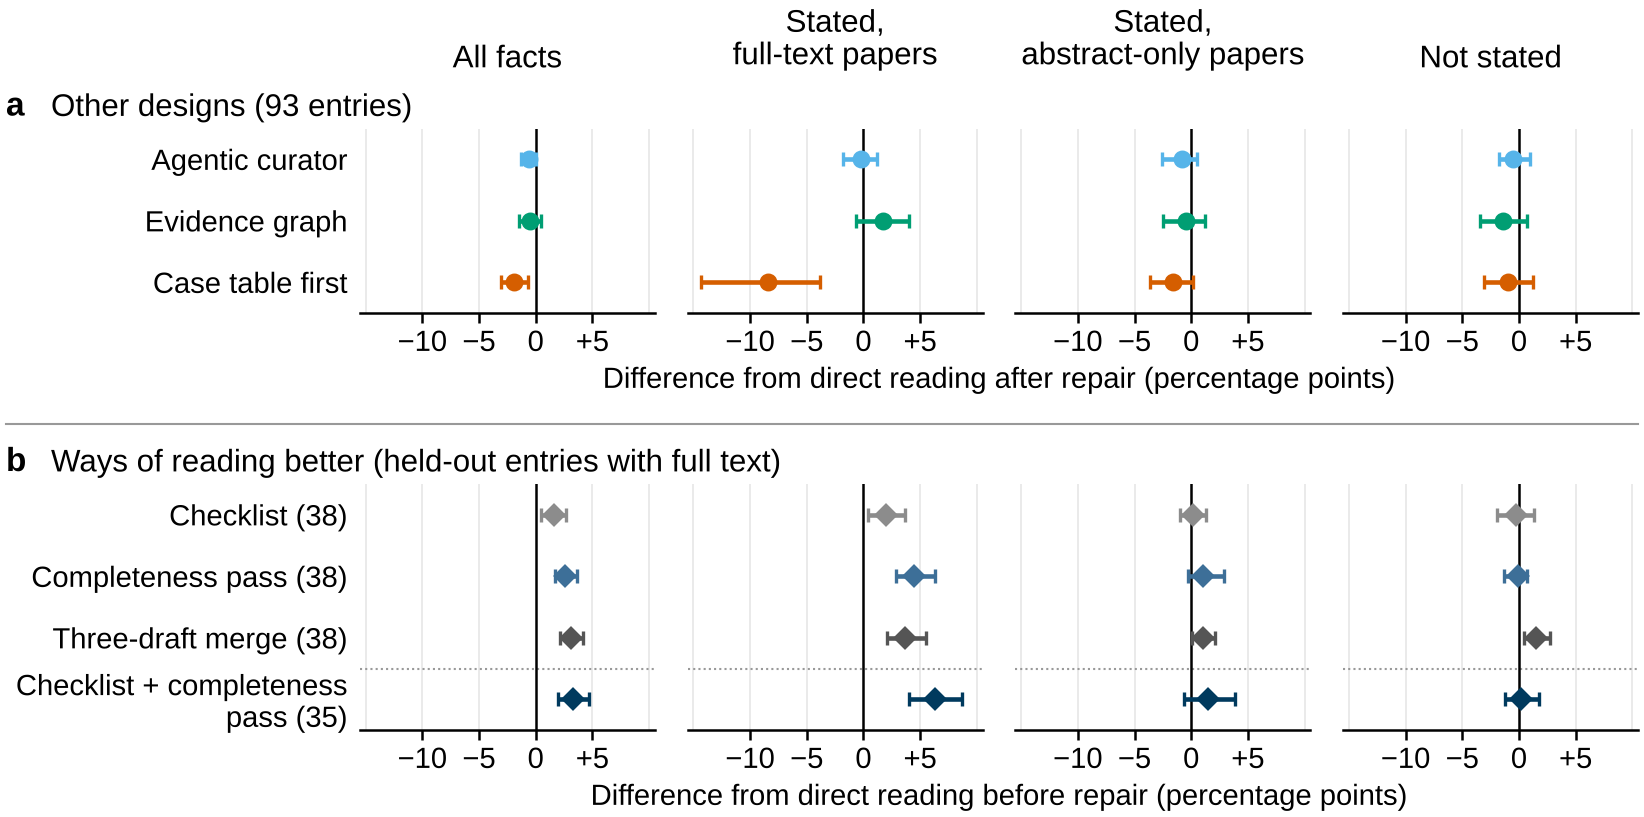 All facts
Stated,
full-text papers
Stated,
abstract-only papers
Not stated
a Other designs (93 entries)
Agentic curator
Evidence graph
Case table first
−10 −5 0 +5
−10 −5 0 +5
−10 −5 0 +5
−10 −5 0 +5
Difference from direct reading after repair (percentage points)
b Ways of reading better (held-out entries with full text)
Checklist (38)
Completeness pass (38)
Three-draft merge (38)
Checklist + completeness
pass (35)
−10 −5 0 +5
−10 −5 0 +5
−10 −5 0 +5
−10 −5 0 +5
Difference from direct reading before repair (percentage points)